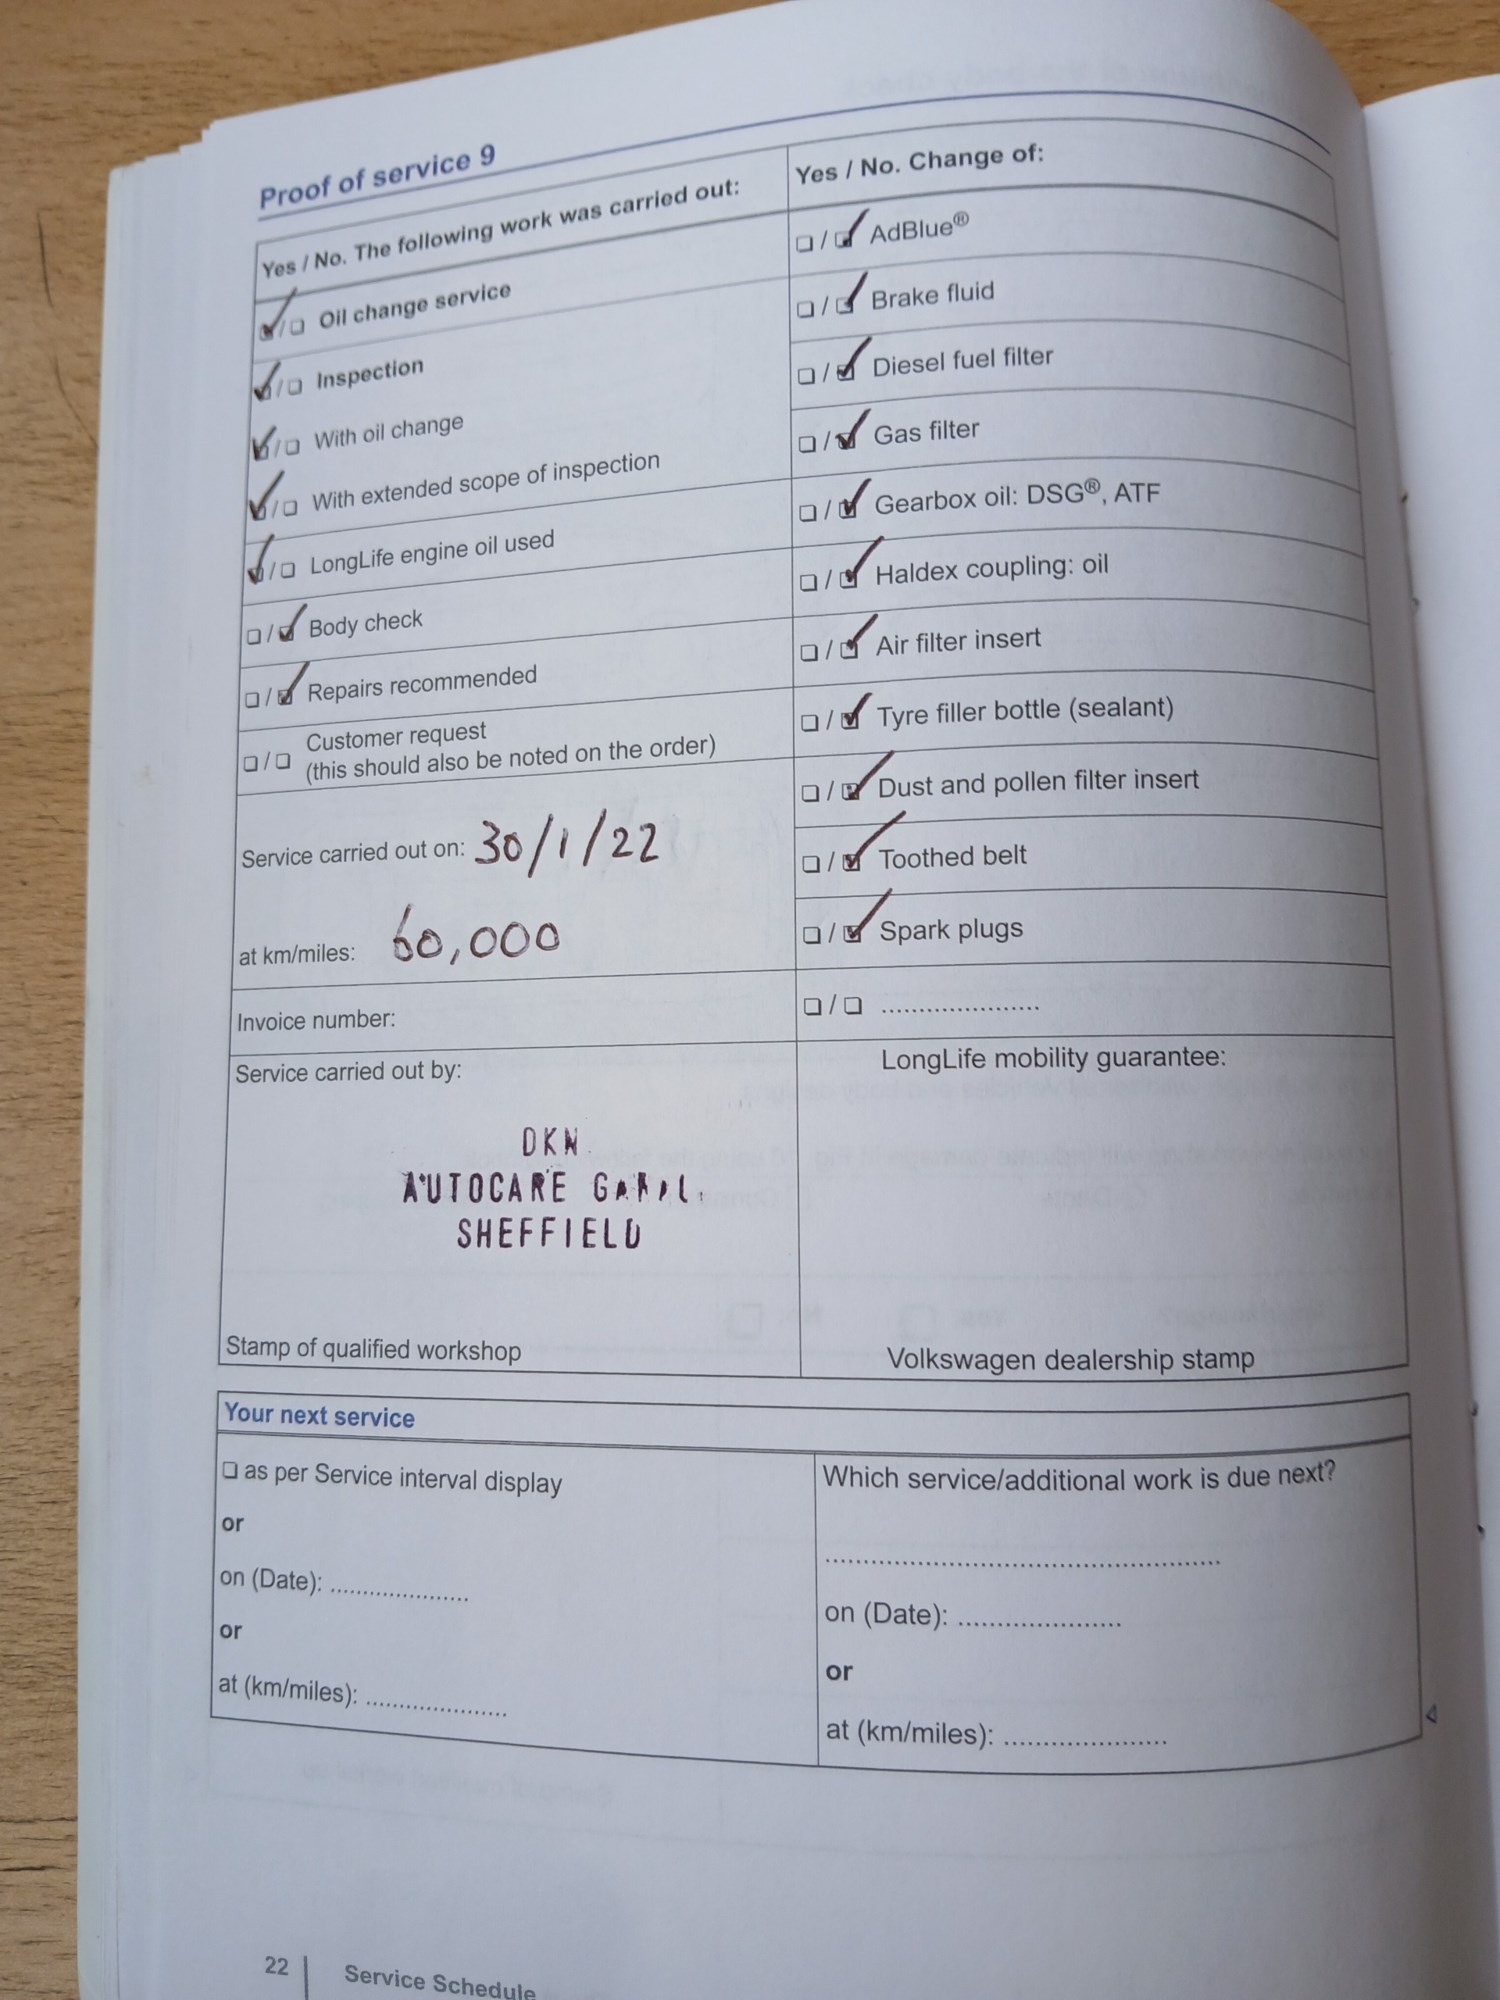 Proof of service 9
Yes / No. The following work was carried out:
Oil change service
Inspection
With oil change
With extended scope of inspection
LongLife engine oil used
Body check
Repairs recommended
Customer request
(this should also be noted on the order)
Service carried out on: 30/1/22
at km/miles: 60,000
Invoice number:
Service carried out by:
DKN
AUTOCARE
SHEFFIELD
Stamp of qualified workshop
Yes / No. Change of:
AdBlue®
Brake fluid
Diesel fuel filter
Gas filter
Gearbox oil: DSG®, ATF
Haldex coupling: oil
Air filter insert
Tyre filler bottle (sealant)
Dust and pollen filter insert
Toothed belt
Spark plugs
......................
LongLife mobility guarantee:
Volkswagen dealership stamp
Your next service
as per Service interval display
or
on (Date): ......................
or
at (km/miles): ......................
Which service/additional work is due next?
......................................................
on (Date): ......................
or
at (km/miles): ......................
22
Service Schedule